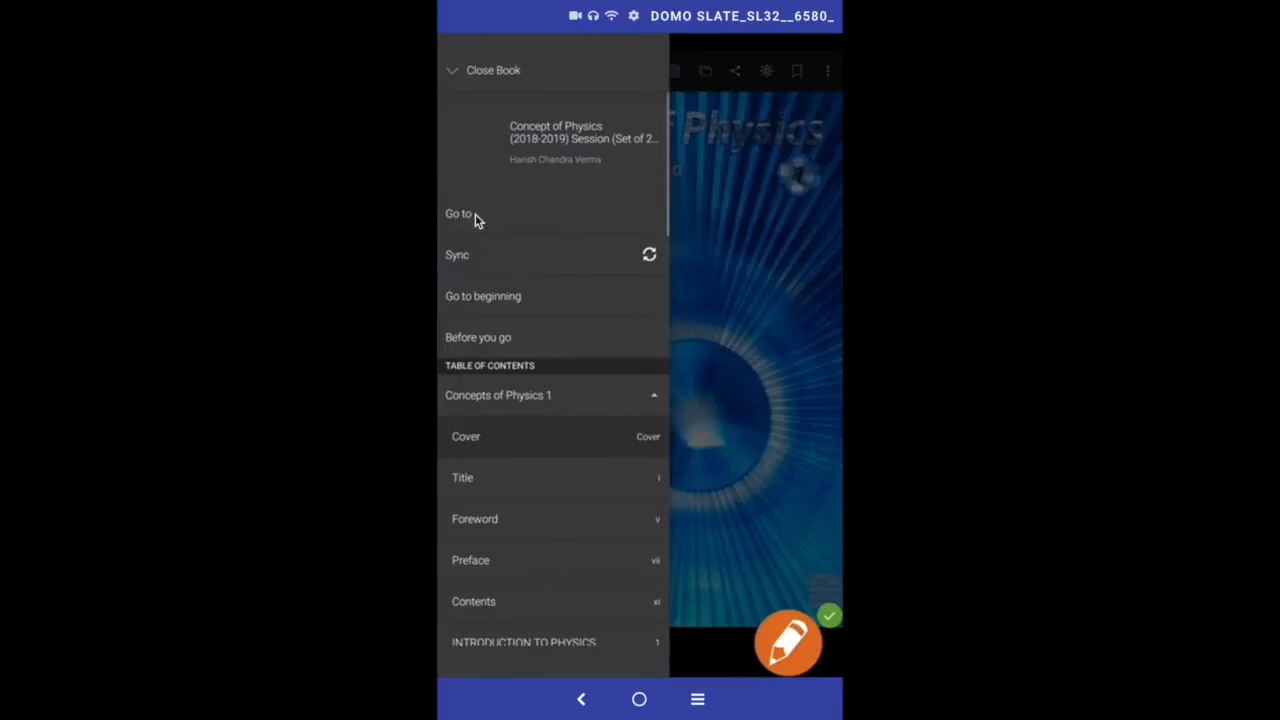 DOMO SLATE_SL32__6580_
Close Book
Concept of Physics
(2018-2019) Session (Set of 2...
Harish Chandra Verma
f Physics
Go to
Sync
Go to beginning
Before you go
TABLE OF CONTENTS
Concepts of Physics 1
Cover Cover
Title i
Foreword v
Preface vii
Contents xi
INTRODUCTION TO PHYSICS 1